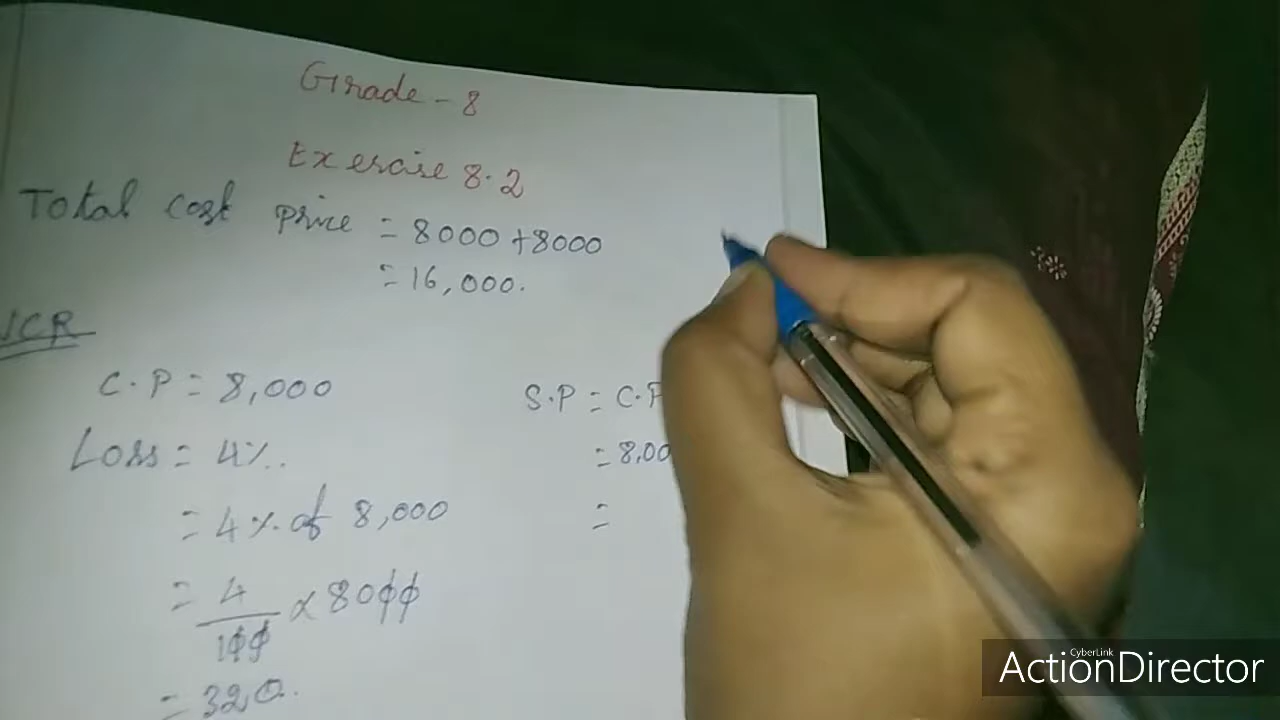 Grade - 8
Exercise 8.2
Total cost price = 8000 + 8000
= 16,000.
VCR
C.P = 8,000
Loss = 4%.
= 4% of 8,000
= 4/100 x 8000
= 320.
S.P = C.P
= 8,00
=
CyberLink
ActionDirector